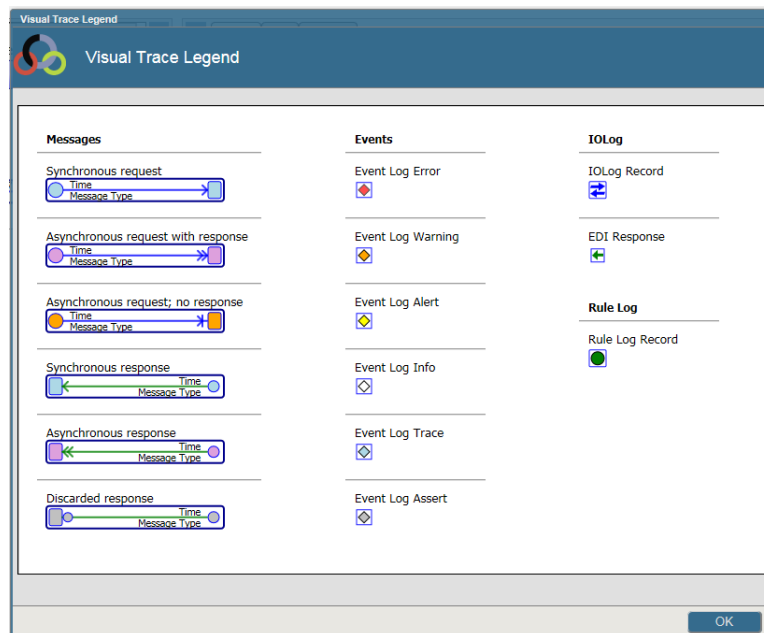 Visual Trace Legend
Visual Trace Legend
Messages
Synchronous request
Time
Message Type
Asynchronous request with response
Time
Message Type
Asynchronous request; no response
Time
Message Type
Synchronous response
Time
Message Type
Asynchronous response
Time
Message Type
Discarded response
Time
Message Type
Events
Event Log Error
Event Log Warning
Event Log Alert
Event Log Info
Event Log Trace
Event Log Assert
IOLog
IOLog Record
EDI Response
Rule Log
Rule Log Record
OK